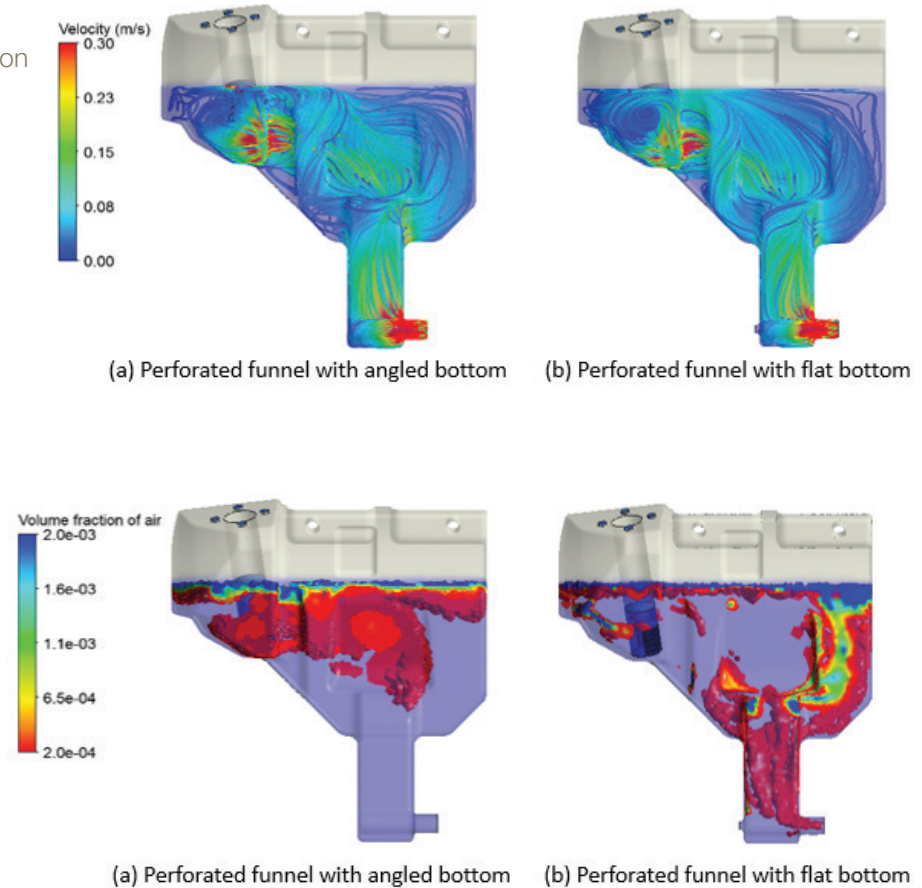 on
Velocity (m/s)
0.30
0.23
0.15
0.08
0.00
(a) Perforated funnel with angled bottom
(b) Perforated funnel with flat bottom
Volume fraction of air
2.0e-03
1.6e-03
1.1e-03
6.5e-04
2.0e-04
(a) Perforated funnel with angled bottom
(b) Perforated funnel with flat bottom